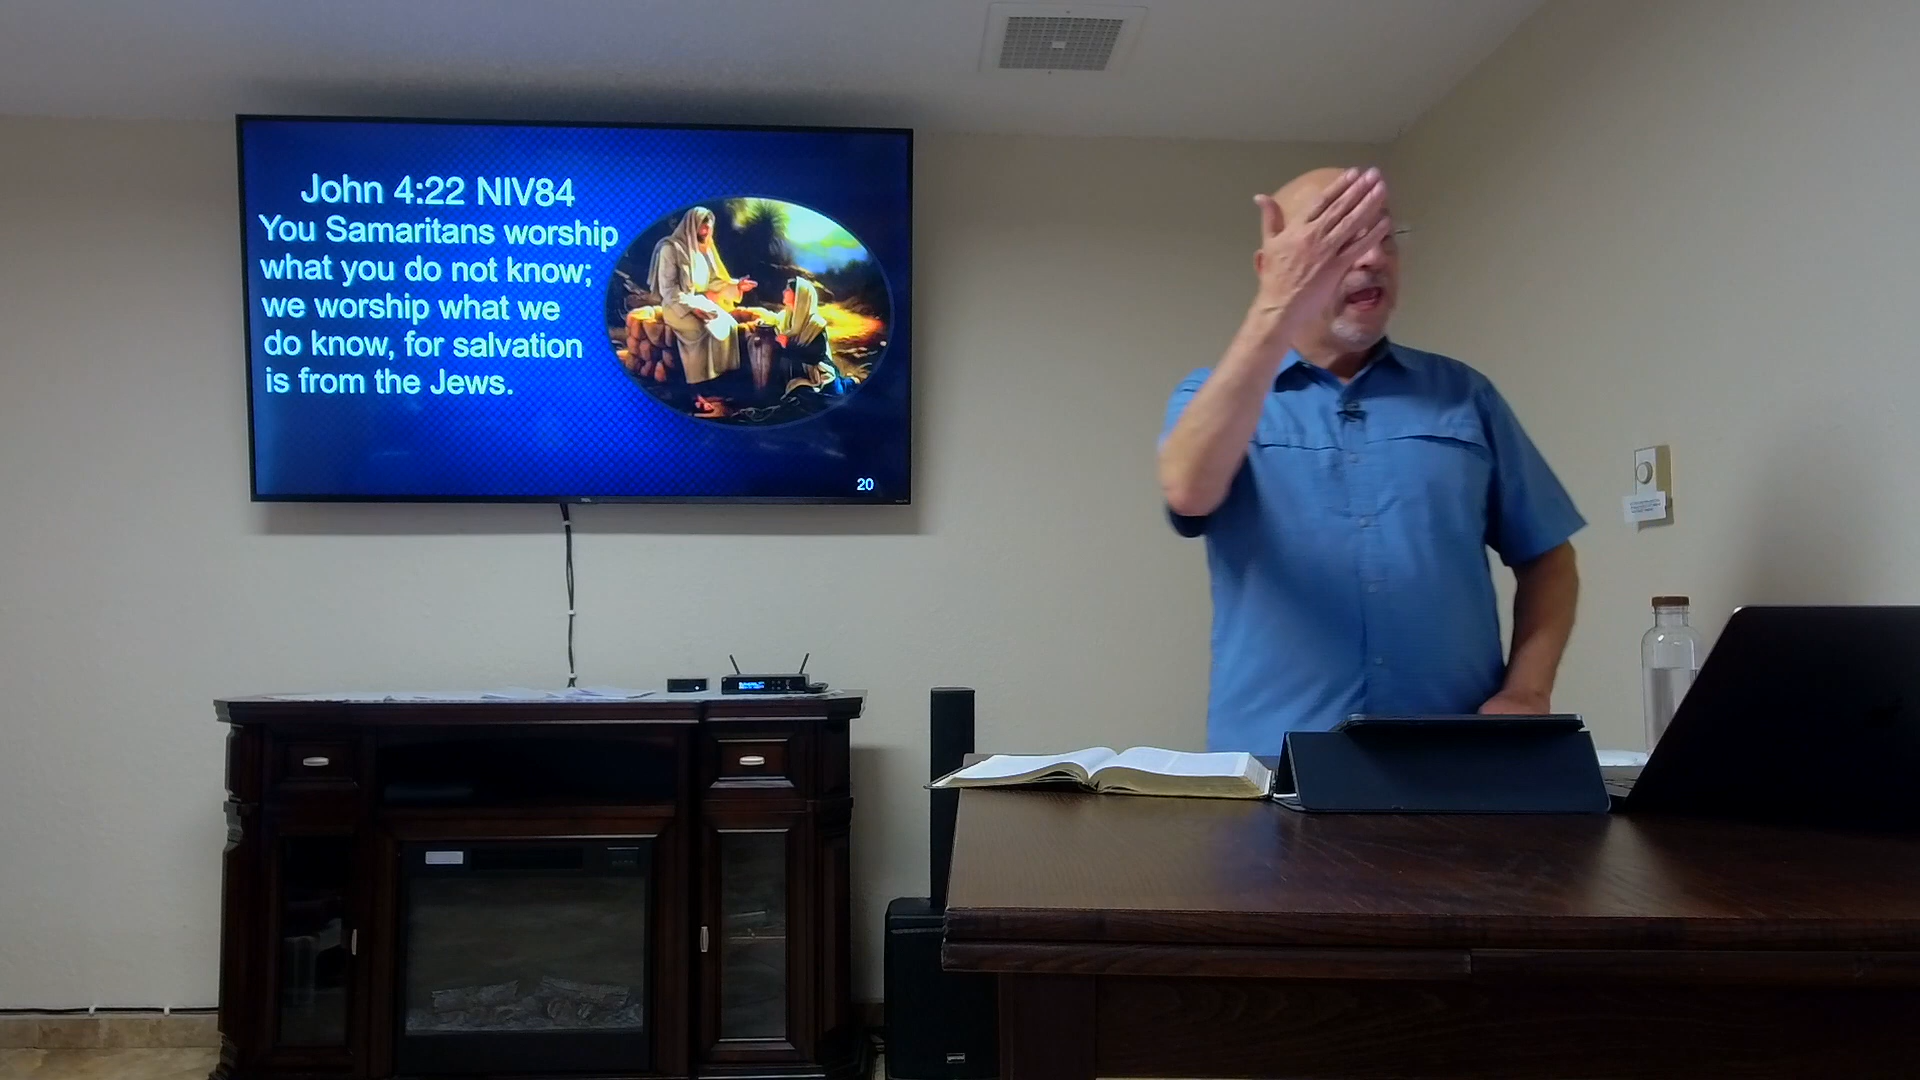 John 4:22 NIV84
You Samaritans worship
what you do not know;
we worship what we
do know, for salvation
is from the Jews.
20